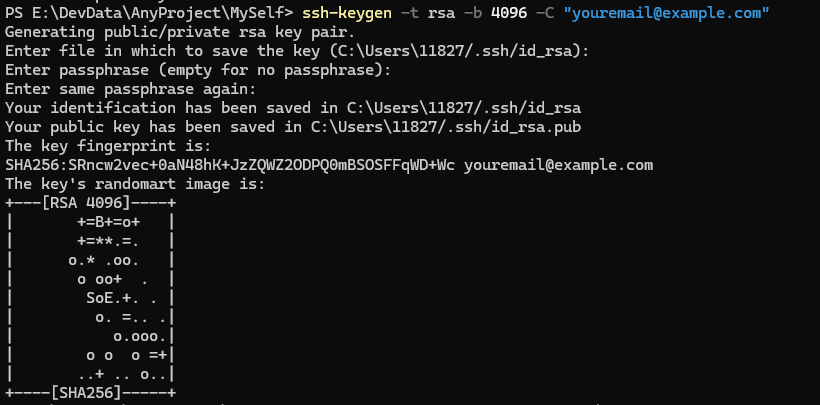 PS E:\DevData\AnyProject\MySelf> ssh-keygen -t rsa -b 4096 -C "youremail@example.com"
Generating public/private rsa key pair.
Enter file in which to save the key (C:\Users\11827/.ssh/id_rsa):
Enter passphrase (empty for no passphrase):
Enter same passphrase again:
Your identification has been saved in C:\Users\11827/.ssh/id_rsa
Your public key has been saved in C:\Users\11827/.ssh/id_rsa.pub
The key fingerprint is:
SHA256:SRncw2vec+0aN48hK+JzZQWZ2ODPQ0mBSOSFFqWD+Wc youremail@example.com
The key's randomart image is:
+---[RSA 4096]----+
|       +=B+=o+   |
|       +=**.=.   |
|      o.* .oo.   |
|       o oo+  .  |
|        SoE.+. . |
|         o. =.. .|
|           o.ooo.|
|        o o  o =+|
|       ..+ .. o..|
+----[SHA256]-----+